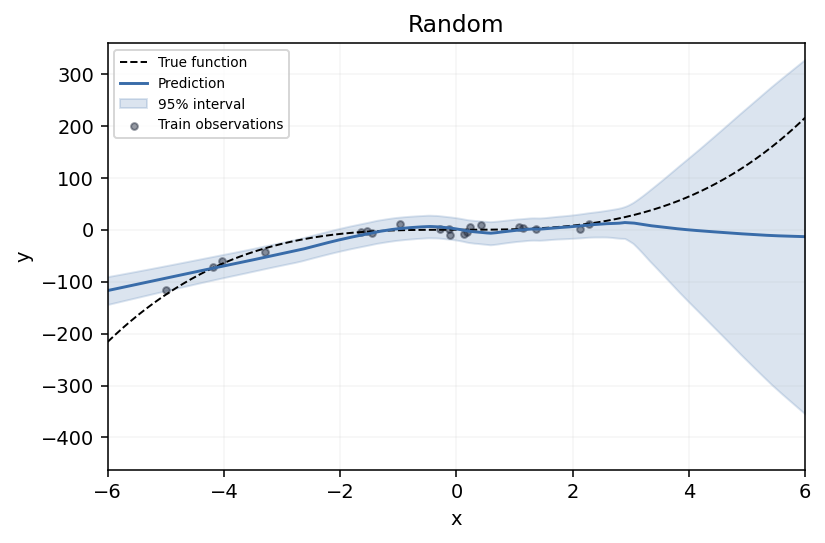 Random
True function
Prediction
95% interval
Train observations
300
200
100
0
−100
−200
−300
−400
y
−6
−4
−2
0
2
4
6
x